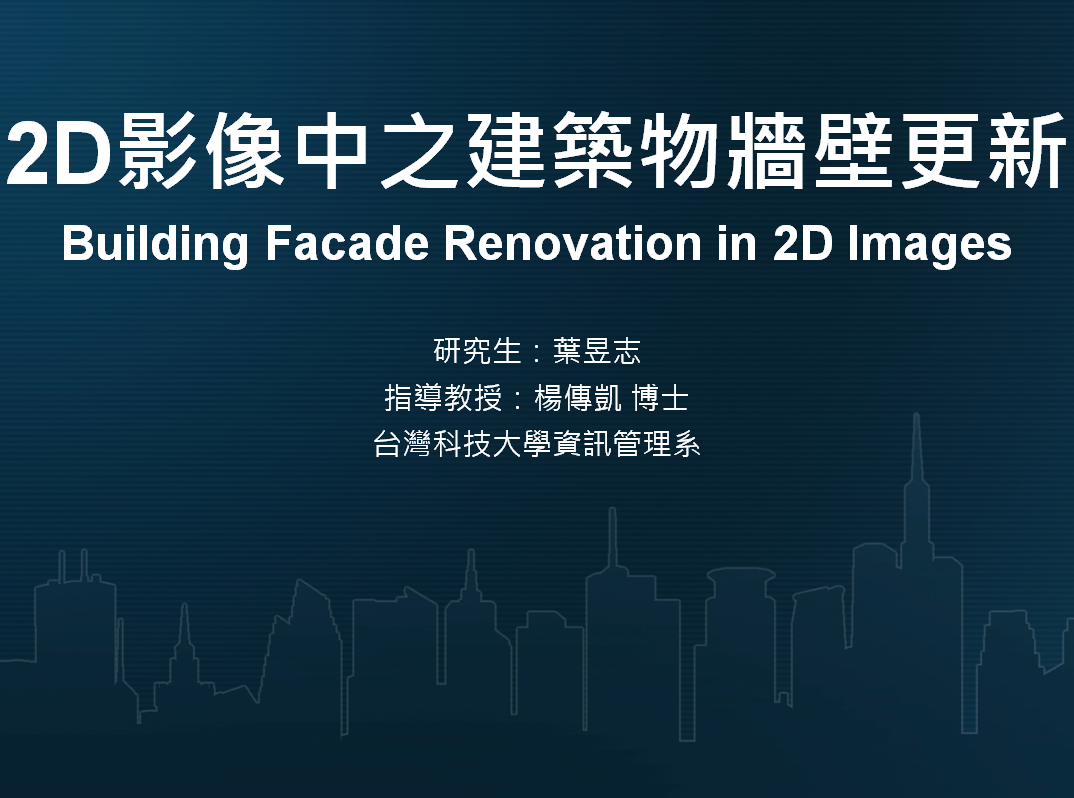 2D影像中之建築物牆壁更新
Building Facade Renovation in 2D Images
研究生：葉昱志
指導教授：楊傳凱 博士
台灣科技大學資訊管理系